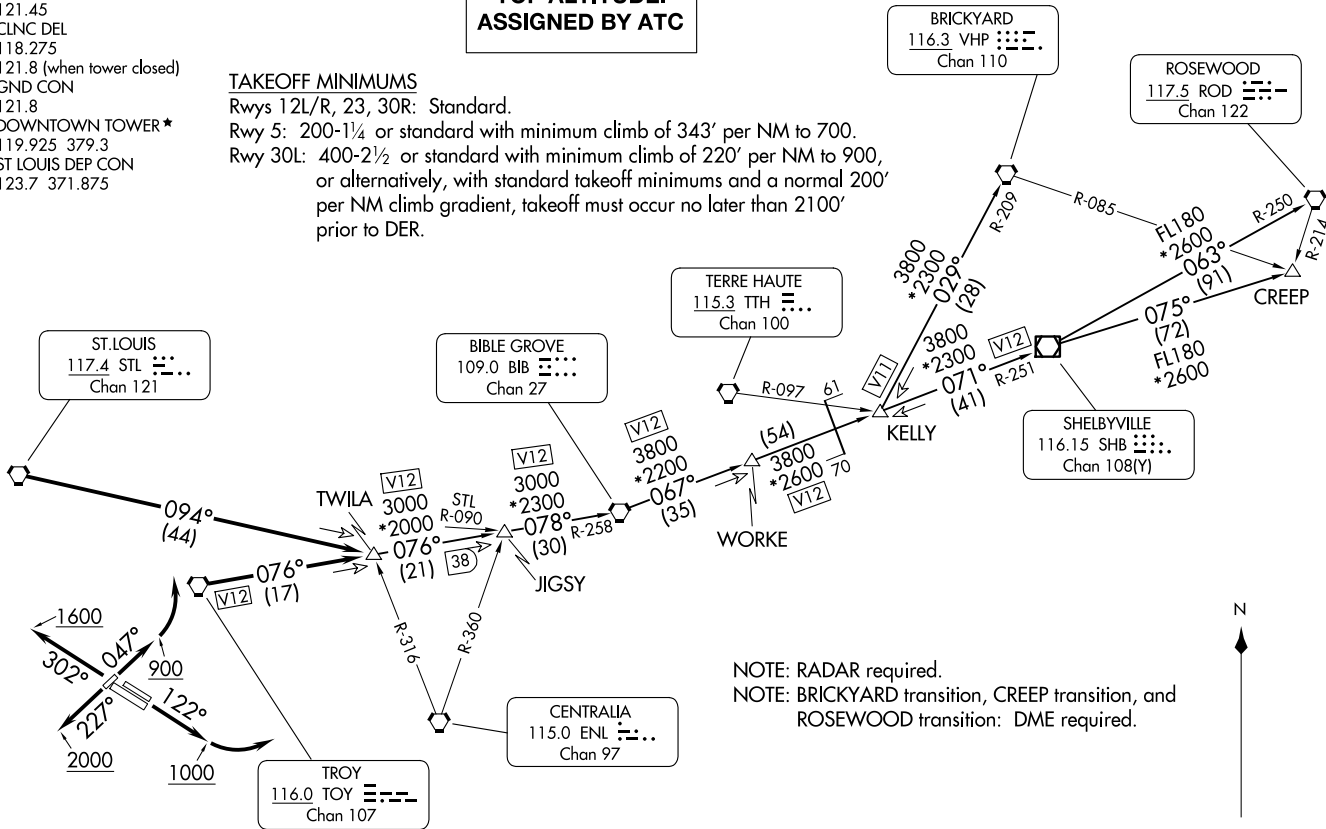 121.45
CLNC DEL
118.275
121.8 (when tower closed)
GND CON
121.8
DOWNTOWN TOWER★
119.925 379.3
ST LOUIS DEP CON
123.7 371.875
TOP ALTITUDE:
ASSIGNED BY ATC
TAKEOFF MINIMUMS
Rwys 12L/R, 23, 30R: Standard.
Rwy 5: 200-1¼ or standard with minimum climb of 343' per NM to 700.
Rwy 30L: 400-2½ or standard with minimum climb of 220' per NM to 900,
or alternatively, with standard takeoff minimums and a normal 200'
per NM climb gradient, takeoff must occur no later than 2100'
prior to DER.
BRICKYARD
116.3 VHP
Chan 110
ROSEWOOD
117.5 ROD
Chan 122
R-209
R-085
R-250
R-214
FL180
*2600
063°
(91)
CREEP
075°
(72)
FL180
*2600
3800
*2300
029°
(28)
TERRE HAUTE
115.3 TTH
Chan 100
R-097
61
70
V11
3800
*2300
V12
071°
R-251
(41)
KELLY
SHELBYVILLE
116.15 SHB
Chan 108(Y)
ST.LOUIS
117.4 STL
Chan 121
BIBLE GROVE
109.0 BIB
Chan 27
(54)
3800
*2600
V12
V12
3800
*2200
067°
(35)
WORKE
V12
3000
*2300
078°
R-258
(30)
JIGSY
TWILA
V12
3000
*2000
STL
R-090
076°
(21)
38
094°
(44)
076°
V12
(17)
R-316
R-360
1600
302°
047°
900
227°
122°
2000
1000
TROY
116.0 TOY
Chan 107
CENTRALIA
115.0 ENL
Chan 97
N
NOTE: RADAR required.
NOTE: BRICKYARD transition, CREEP transition, and
ROSEWOOD transition: DME required.